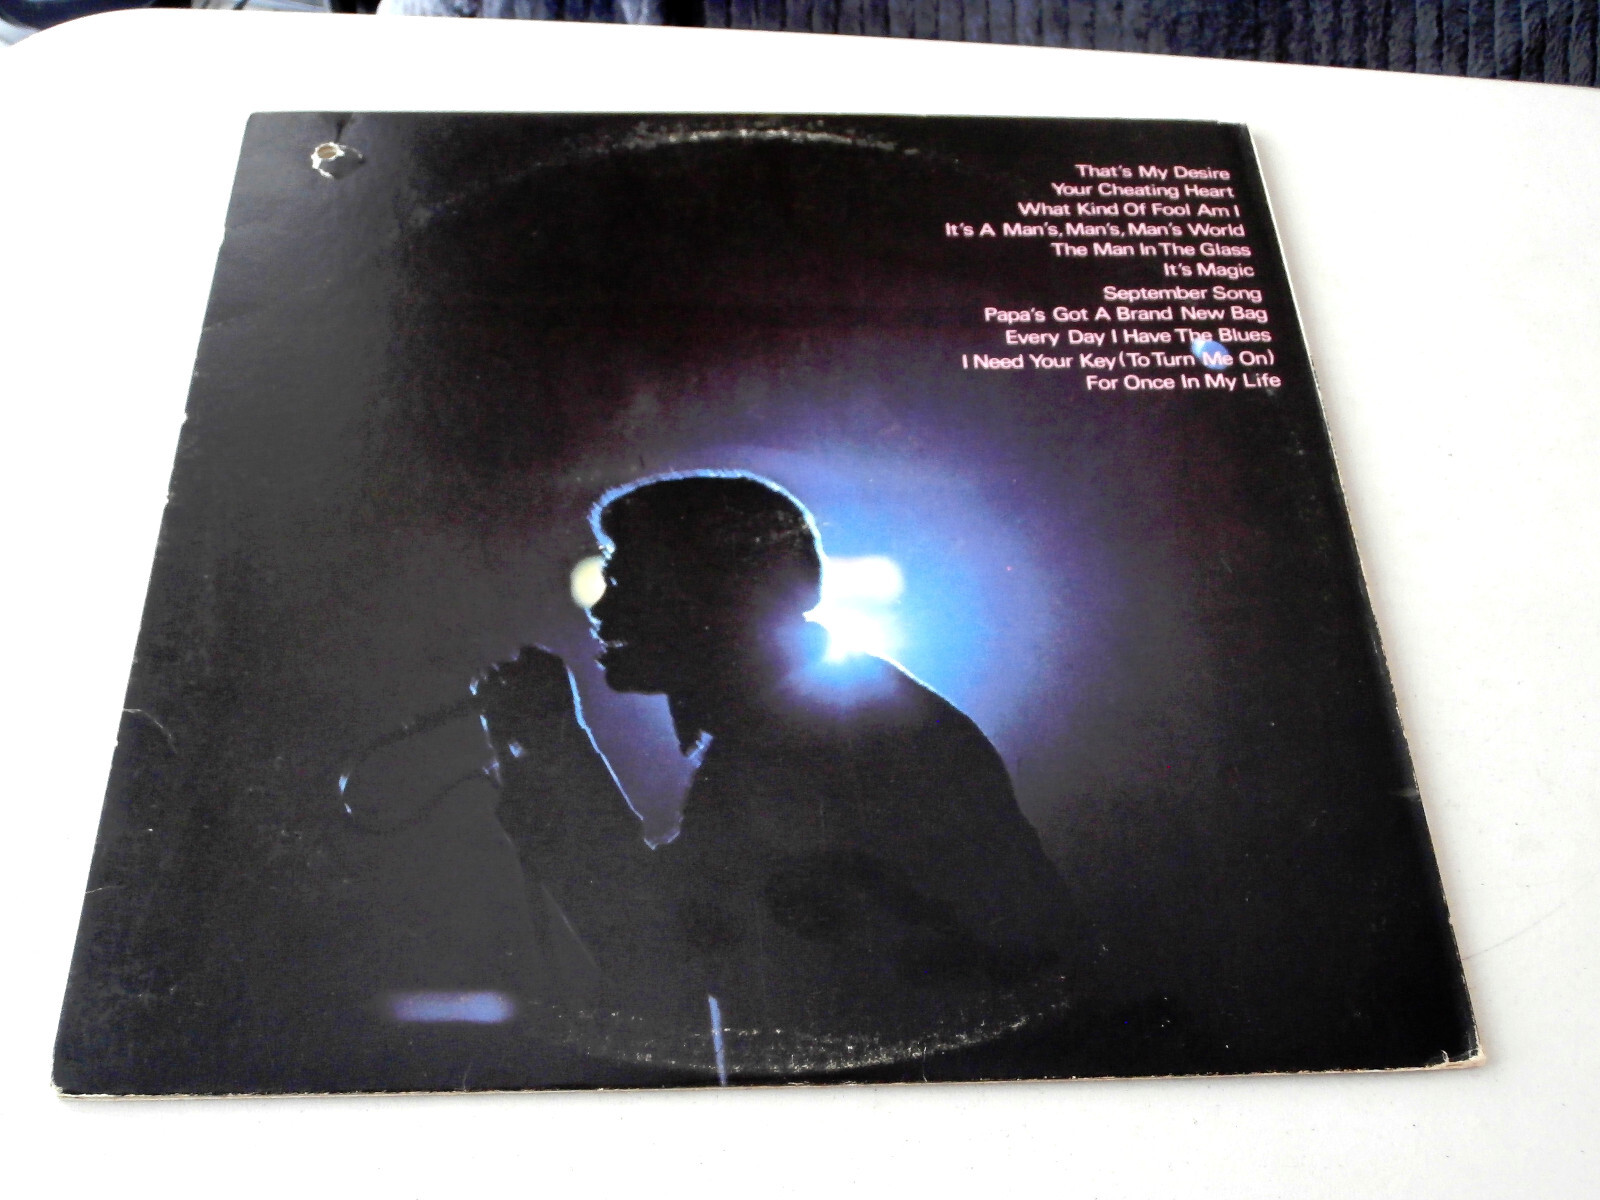 That's My Desire
Your Cheating Heart
What Kind Of Fool Am I
It's A Man's, Man's, Man's World
The Man In The Glass
It's Magic
September Song
Papa's Got A Brand New Bag
Every Day I Have The Blues
I Need Your Key (To Turn Me On)
For Once In My Life